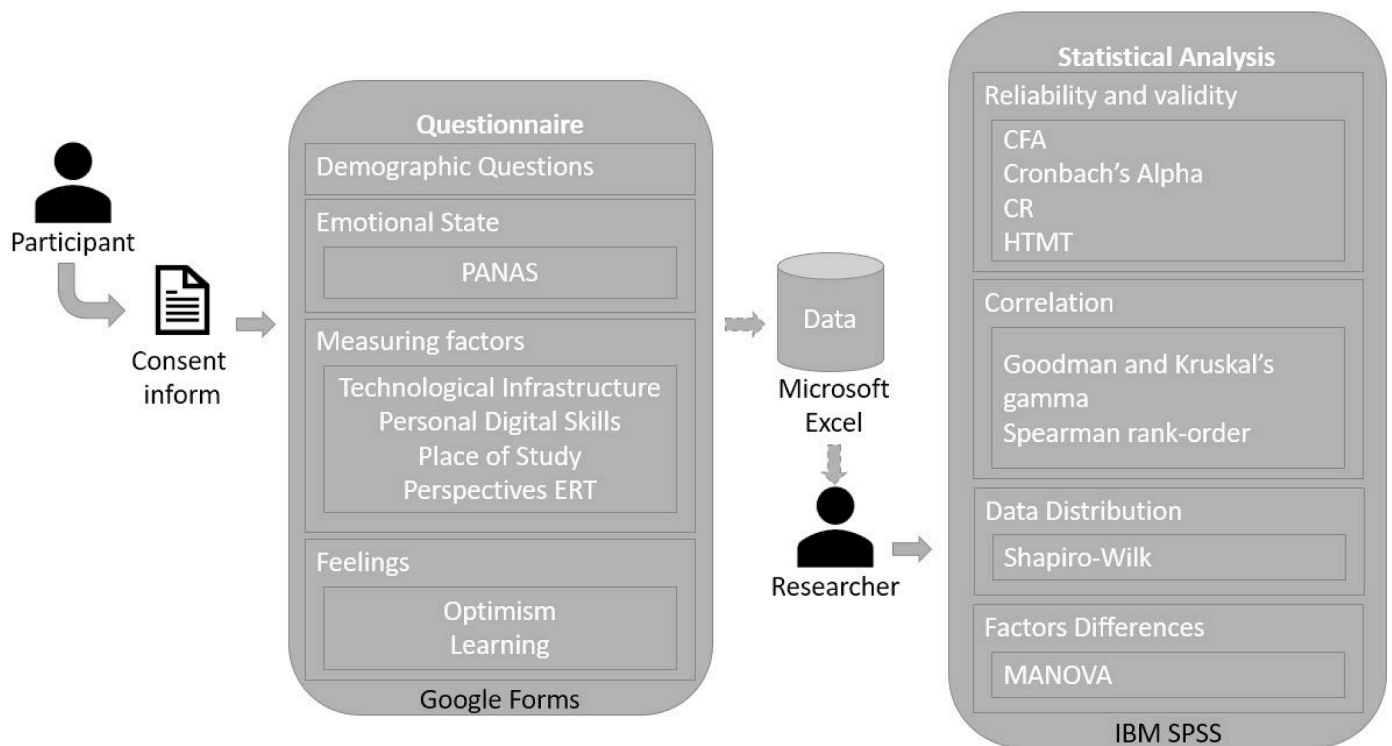 Participant
Consent
inform
Questionnaire
Demographic Questions
Emotional State
PANAS
Measuring factors
Technological Infrastructure
Personal Digital Skills
Place of Study
Perspectives ERT
Feelings
Optimism
Learning
Google Forms
Data
Microsoft
Excel
Researcher
Statistical Analysis
Reliability and validity
CFA
Cronbach's Alpha
CR
HTMT
Correlation
Goodman and Kruskal's
gamma
Spearman rank-order
Data Distribution
Shapiro-Wilk
Factors Differences
MANOVA
IBM SPSS